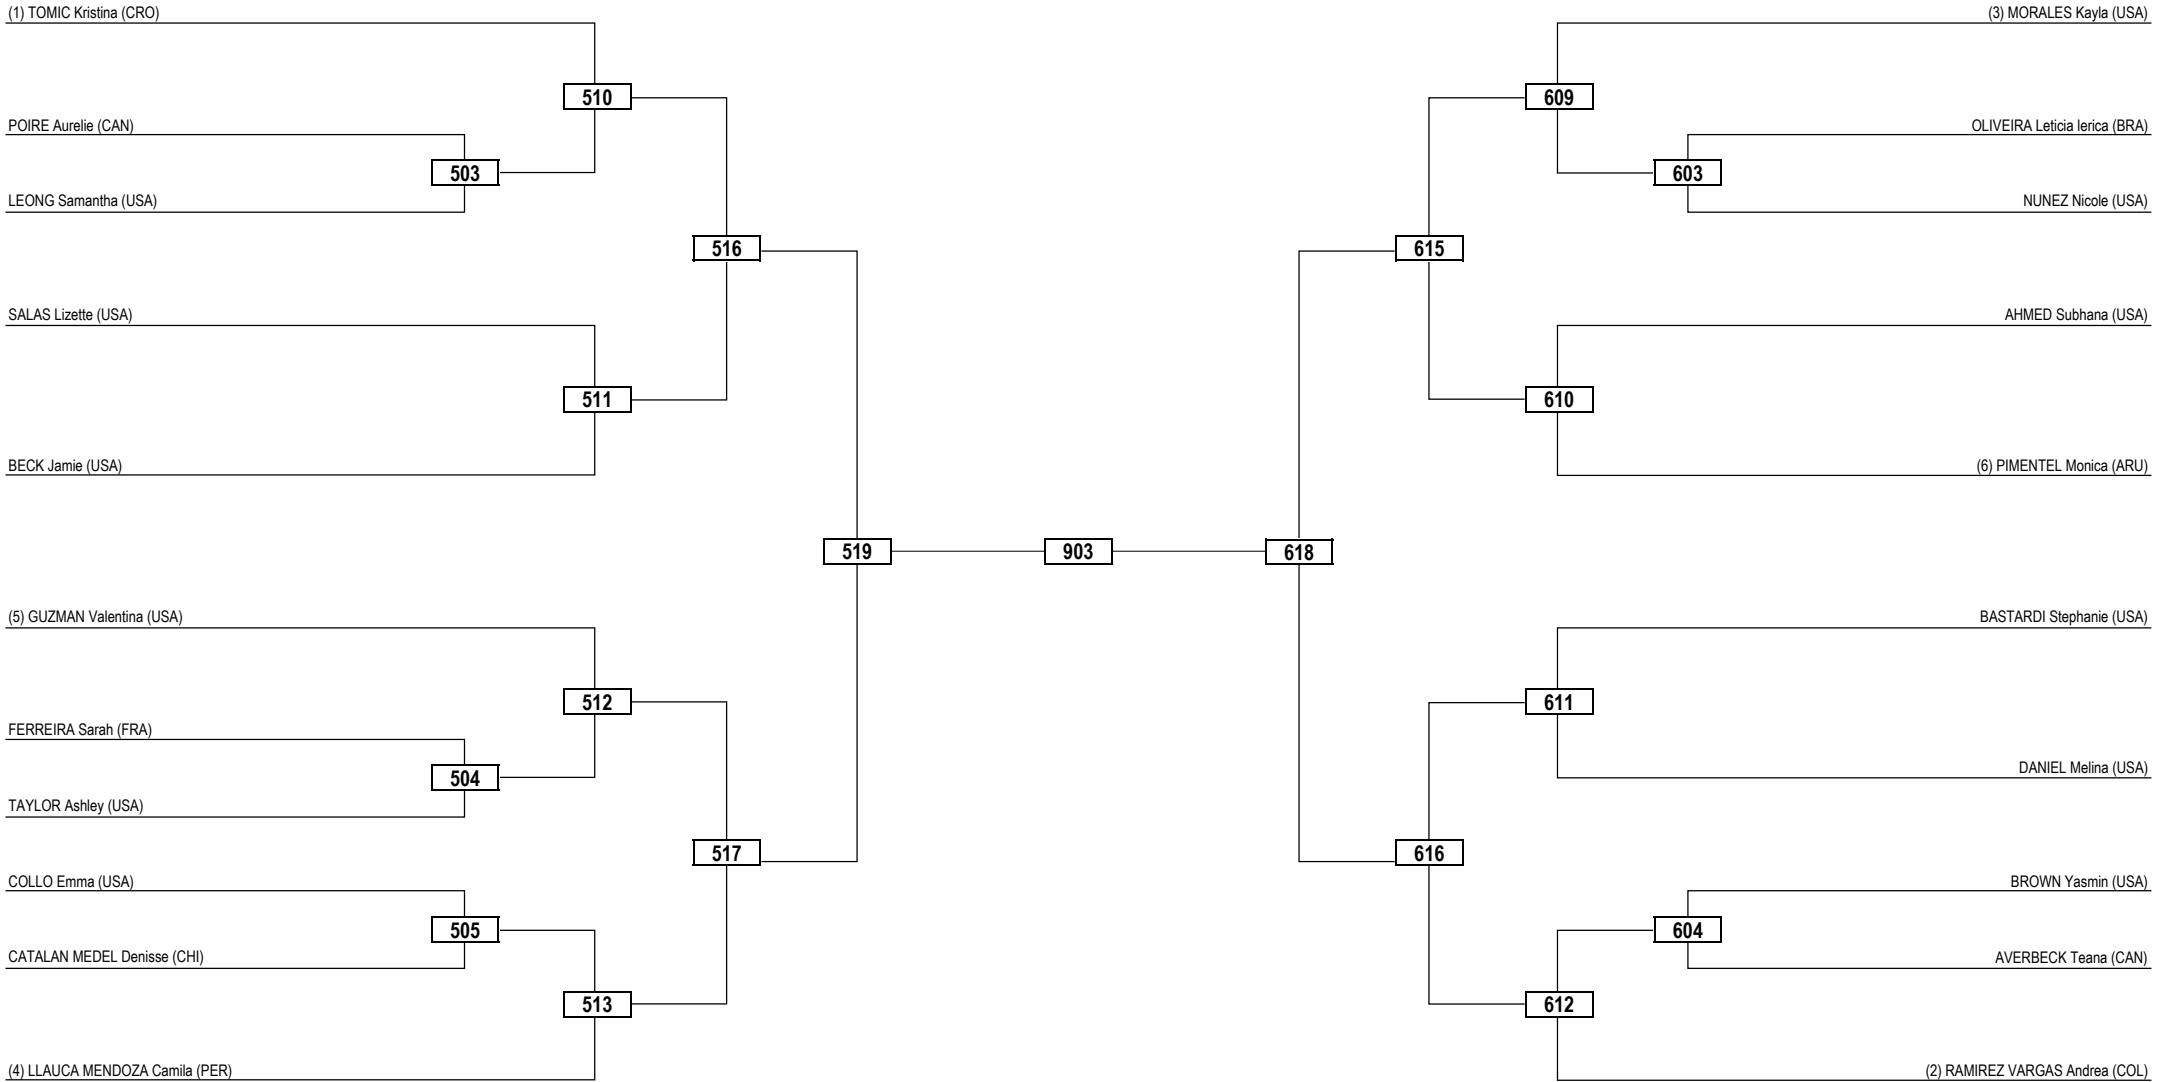 (1) TOMIC Kristina (CRO)
(3) MORALES Kayla (USA)
510
609
POIRE Aurelie (CAN)
OLIVEIRA Leticia Ierica (BRA)
503
603
LEONG Samantha (USA)
NUNEZ Nicole (USA)
516
615
SALAS Lizette (USA)
AHMED Subhana (USA)
511
610
BECK Jamie (USA)
(6) PIMENTEL Monica (ARU)
519
903
618
(5) GUZMAN Valentina (USA)
BASTARDI Stephanie (USA)
512
611
FERREIRA Sarah (FRA)
504
DANIEL Melina (USA)
TAYLOR Ashley (USA)
517
616
COLLO Emma (USA)
BROWN Yasmin (USA)
505
604
CATALAN MEDEL Denisse (CHI)
AVERBECK Teana (CAN)
513
612
(4) LLAUCA MENDOZA Camila (PER)
(2) RAMIREZ VARGAS Andrea (COL)